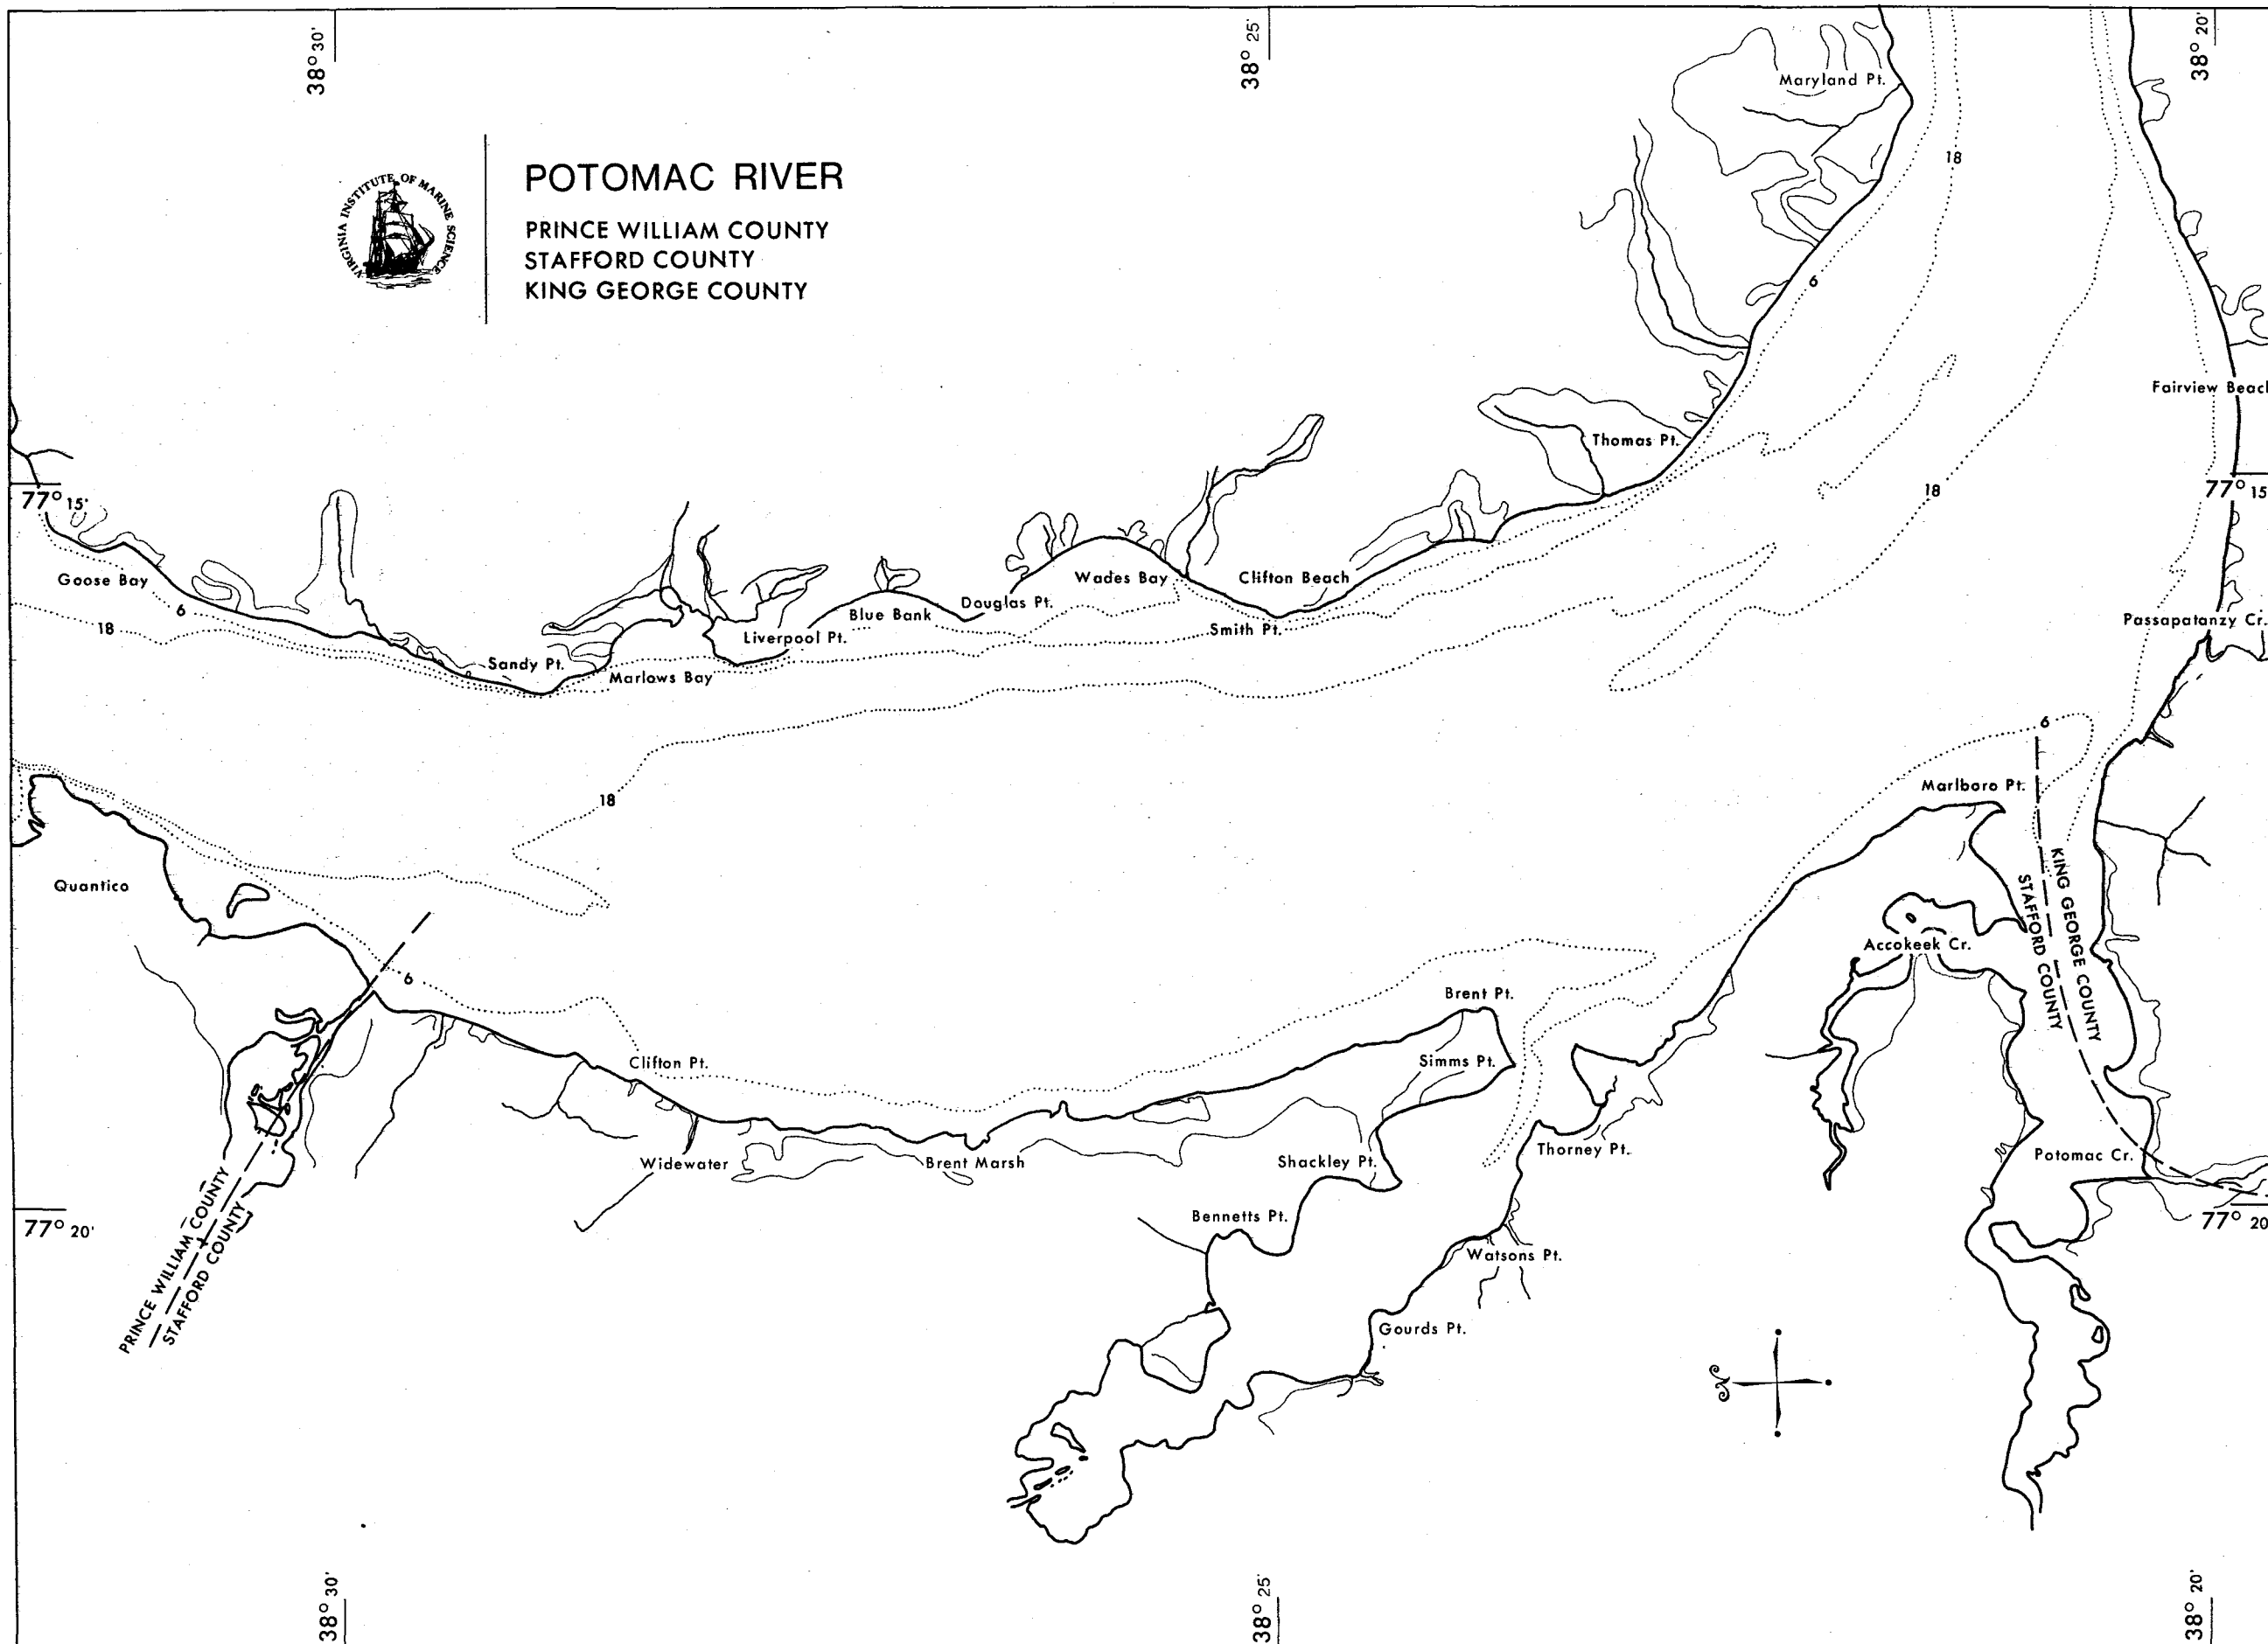 38° 30'
38° 25'
38° 20'
VIRGINIA INSTITUTE OF MARINE SCIENCE
POTOMAC RIVER
PRINCE WILLIAM COUNTY
STAFFORD COUNTY
KING GEORGE COUNTY
Maryland Pt.
18
6
Fairview Beach
Thomas Pt.
77° 15'
18
77° 15
Goose Bay
6
18
Wades Bay
Clifton Beach
Douglas Pt.
Blue Bank
Liverpool Pt.
Smith Pt.
Passapatanzy Cr.
Sandy Pt.
Marlows Bay
6
Marlboro Pt.
18
Quantico
KING GEORGE COUNTY
STAFFORD COUNTY
Accokeek Cr.
6
Brent Pt.
Clifton Pt.
Simms Pt.
Thorney Pt.
Potomac Cr.
Widewater
Brent Marsh
Shackley Pt.
77° 20'
Bennetts Pt.
77° 20
Watsons Pt.
PRINCE WILLIAM COUNTY
STAFFORD COUNTY
Gourds Pt.
N
38° 30'
38° 25'
38° 20'